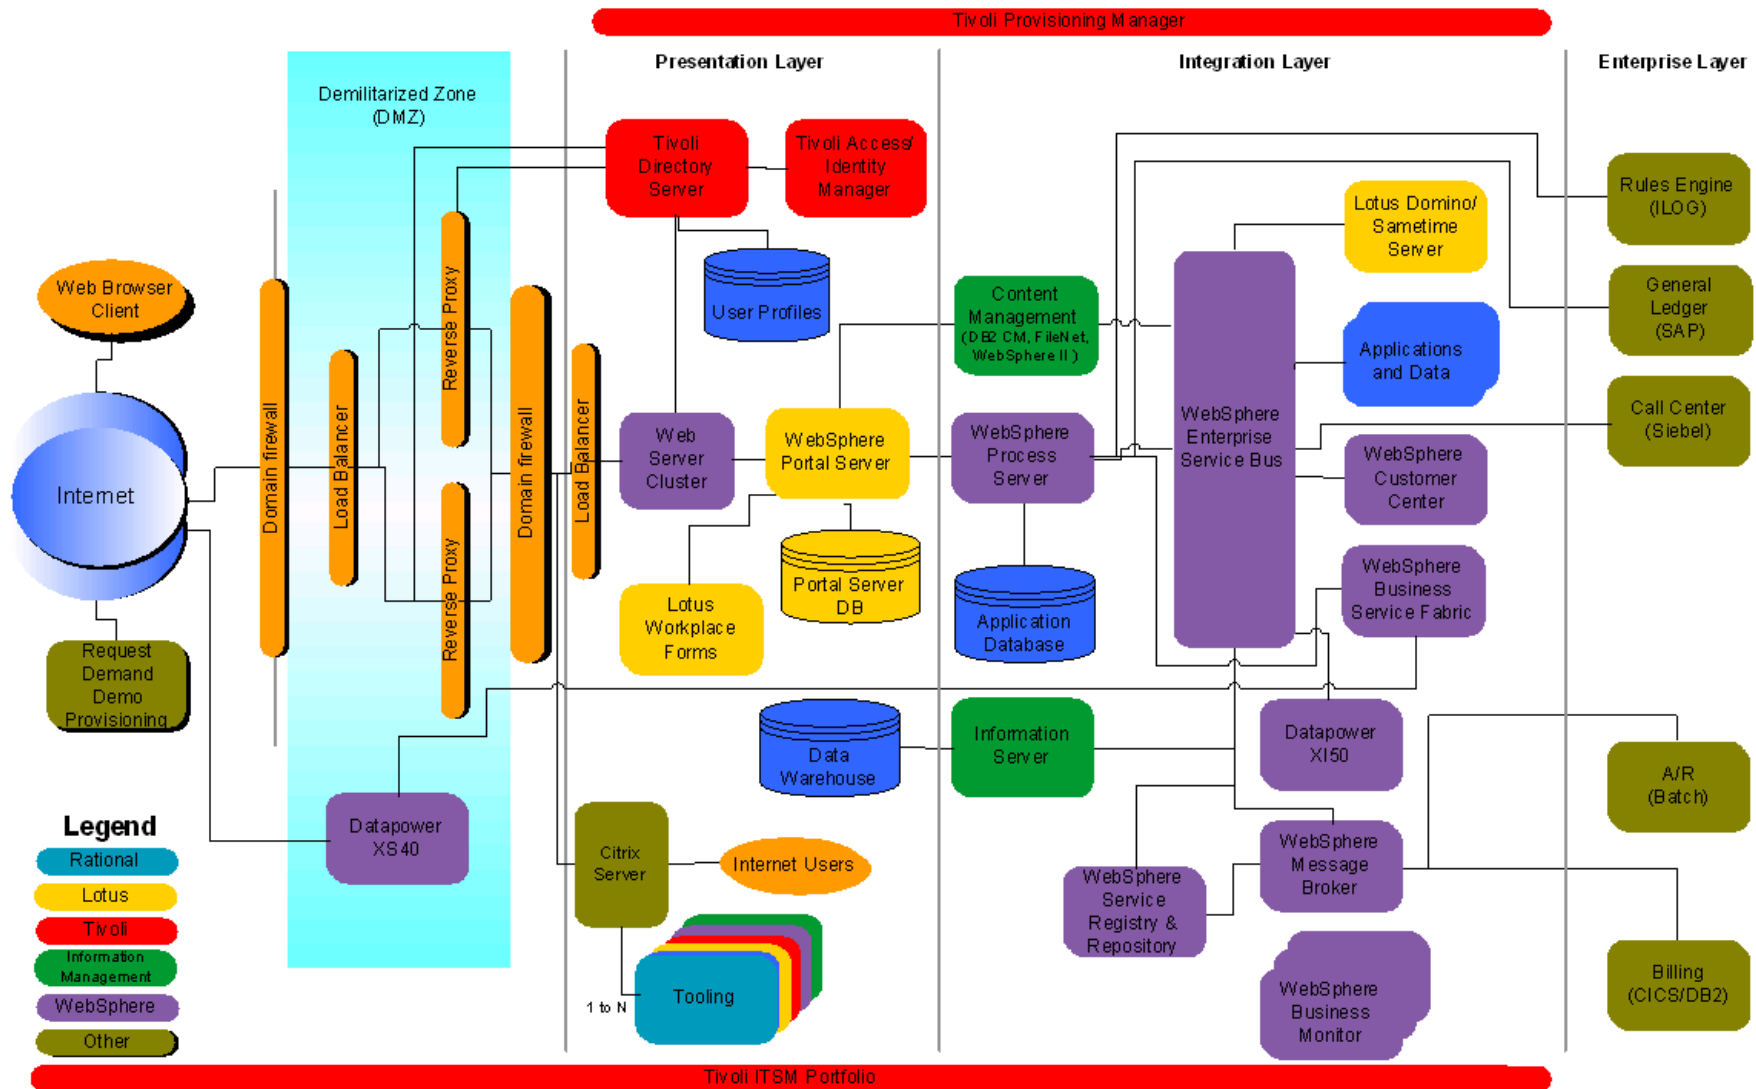 Tivoli Provisioning Manager
Presentation Layer
Integration Layer
Enterprise Layer
Demilitarized Zone
(DMZ)
Tivoli
Directory
Server
Tivoli Access/
Identity
Manager
Rules Engine
(ILOG)
Lotus Domino/
Sametime
Server
User Profiles
Content
Management
(DB2 CM, FileNet,
WebSphere II)
General
Ledger
(SAP)
Applications
and Data
Call Center
(Siebel)
Web Browser
Client
Internet
Domain firewall
Load Balancer
Reverse Proxy
Reverse Proxy
Domain firewall
Load Balancer
Web
Server
Cluster
WebSphere
Portal Server
WebSphere
Process
Server
WebSphere
Enterprise
Service Bus
WebSphere
Customer
Center
WebSphere
Business
Service Fabric
Portal Server
DB
Lotus
Workplace
Forms
Application
Database
Request
Demand
Demo
Provisioning
Data
Warehouse
Information
Server
Datapower
XI50
A/R
(Batch)
Datapower
XS40
Citrix
Server
Internet Users
WebSphere
Message
Broker
WebSphere
Service
Registry &
Repository
1 to N
Tooling
WebSphere
Business
Monitor
Billing
(CICS/DB2)
Legend
Rational
Lotus
Tivoli
Information
Management
WebSphere
Other
Tivoli ITSM Portfolio